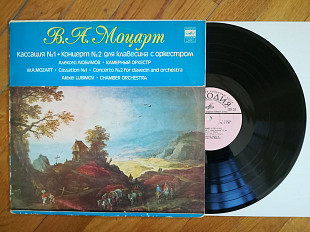 В. А. Моцарт
Кассация №1 • Концерт №2 для клавесина с оркестром
Алексей Любимов • Камерный оркестр
W.A.MOZART • Cassation №1 • Concerto №2 for clavecin and orchestra
Alexei LUBIMOV • CHAMBER ORCHESTRA